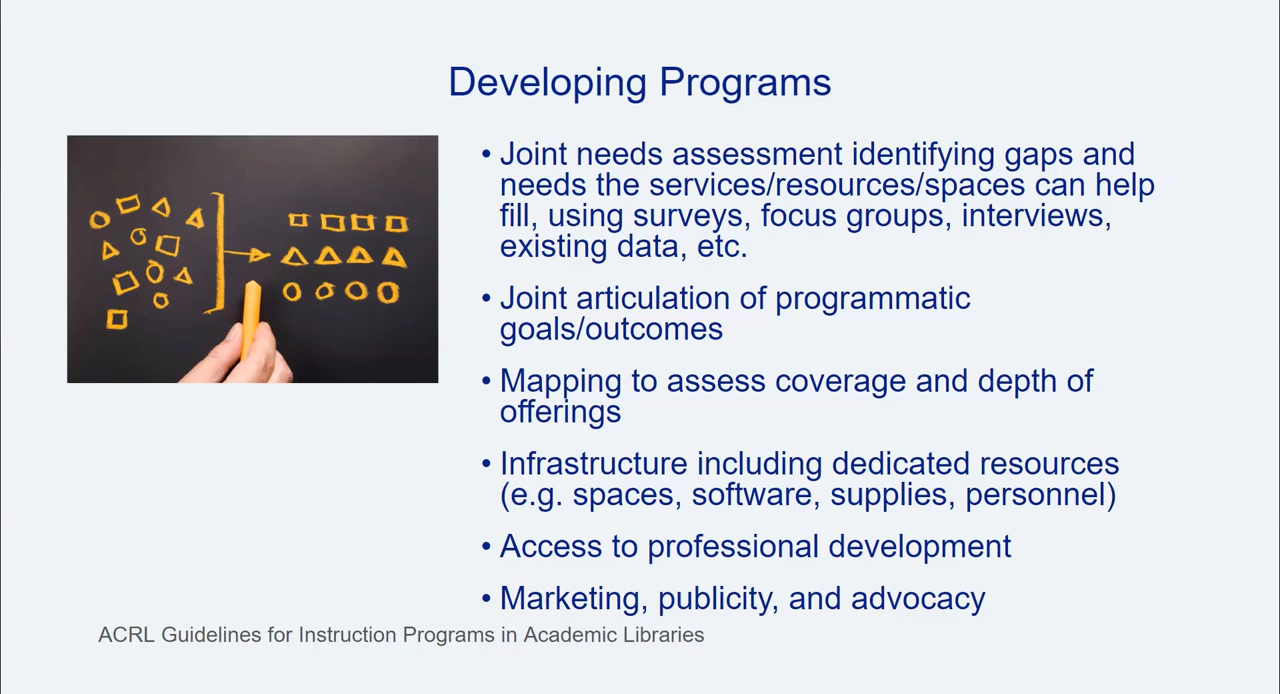 Developing Programs
• Joint needs assessment identifying gaps and
needs the services/resources/spaces can help
fill, using surveys, focus groups, interviews,
existing data, etc.
• Joint articulation of programmatic
goals/outcomes
• Mapping to assess coverage and depth of
offerings
• Infrastructure including dedicated resources
(e.g. spaces, software, supplies, personnel)
• Access to professional development
• Marketing, publicity, and advocacy
ACRL Guidelines for Instruction Programs in Academic Libraries